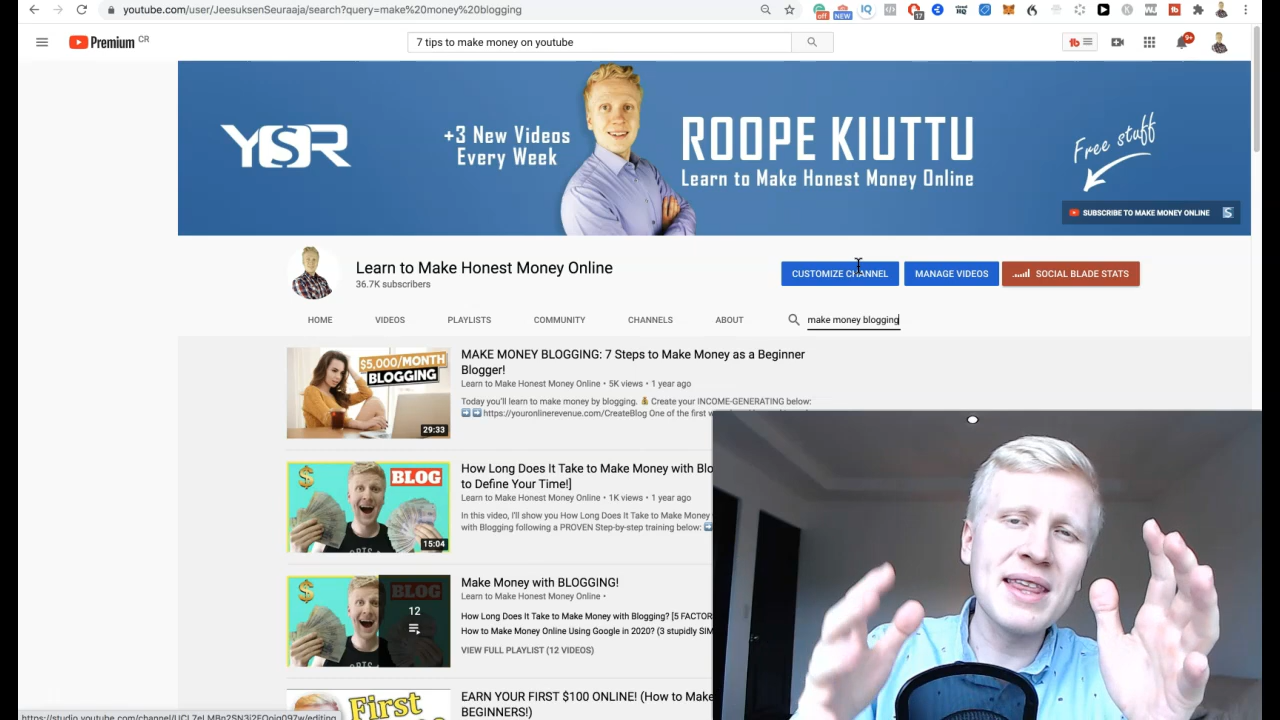 youtube.com/user/JeesuksenSeuraaja/search?query=make%20money%20blogging
off
NEW
IQ
17
Premium CR
7 tips to make money on youtube
9+
YSR
+3 New Videos
Every Week
ROOPE KIUTTU
Learn to Make Honest Money Online
Free stuff
SUBSCRIBE TO MAKE MONEY ONLINE
Learn to Make Honest Money Online
36.7K subscribers
CUSTOMIZE CHANNEL
MANAGE VIDEOS
SOCIAL BLADE STATS
HOME
VIDEOS
PLAYLISTS
COMMUNITY
CHANNELS
ABOUT
make money blogging
$5,000/MONTH
BLOGGING
29:33
MAKE MONEY BLOGGING: 7 Steps to Make Money as a Beginner
Blogger!
Learn to Make Honest Money Online • 5K views • 1 year ago
Today you'll learn to make money by blogging. 💰 Create your INCOME-GENERATING below:
➡️ ➡️ https://youronlinerevenue.com/CreateBlog One of the first
BLOG
15:04
How Long Does It Take to Make Money with Blo
to Define Your Time!]
Learn to Make Honest Money Online • 1K views • 1 year ago
In this video, I'll show you How Long Does It Take to Make Money
with Blogging following a PROVEN Step-by-step training below:
BLOG
12
Make Money with BLOGGING!
Learn to Make Honest Money Online •
How Long Does It Take to Make Money with Blogging? [5 FACTOR
How to Make Money Online Using Google in 2020? (3 stupidly SIM
VIEW FULL PLAYLIST (12 VIDEOS)
First
EARN YOUR FIRST $100 ONLINE! (How to Make
BEGINNERS!)